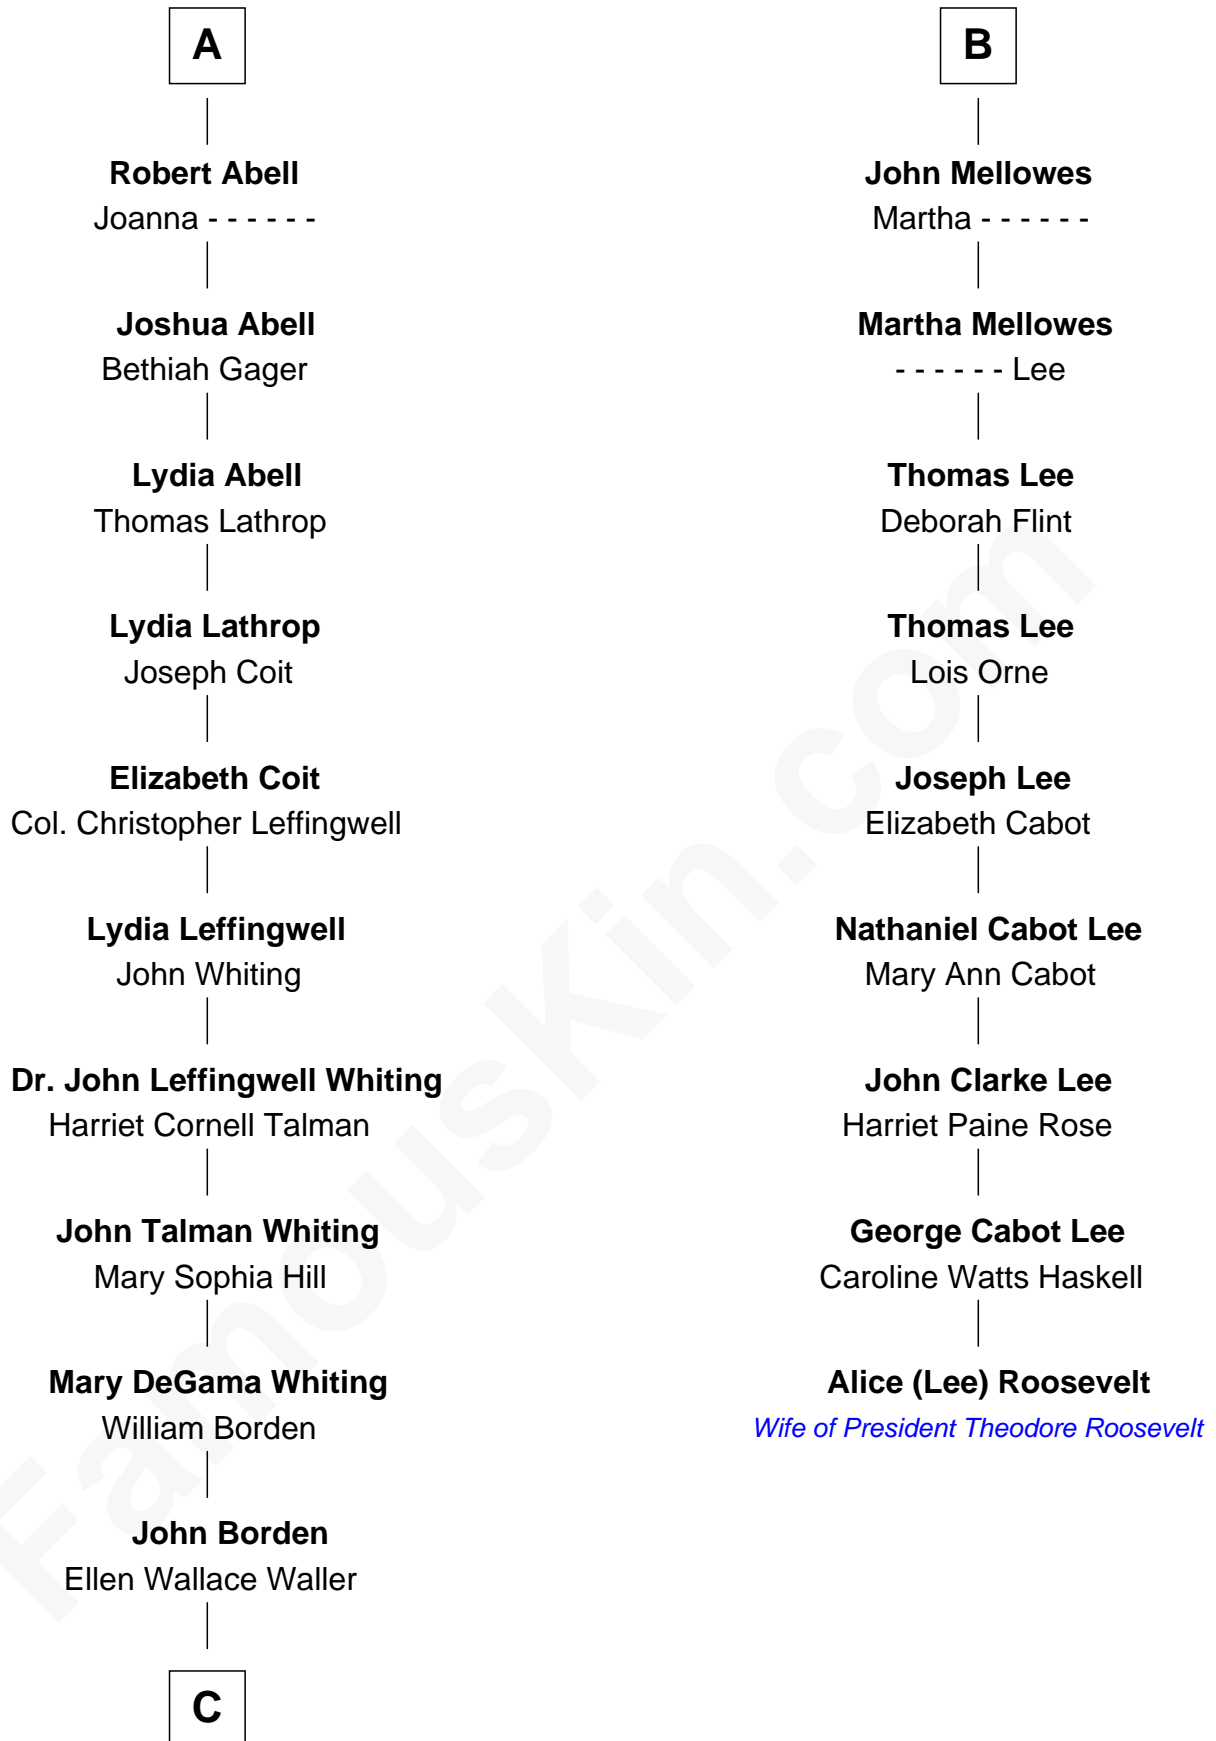 A
Robert Abell
Joanna - - - - - -
Joshua Abell
Bethiah Gager
Lydia Abell
Thomas Lathrop
Lydia Lathrop
Joseph Coit
Elizabeth Coit
Col. Christopher Leffingwell
Lydia Leffingwell
John Whiting
Dr. John Leffingwell Whiting
Harriet Cornell Talman
John Talman Whiting
Mary Sophia Hill
Mary DeGama Whiting
William Borden
John Borden
Ellen Wallace Waller
C
B
John Mellowes
Martha - - - - - -
Martha Mellowes
- - - - - - Lee
Thomas Lee
Deborah Flint
Thomas Lee
Lois Orne
Joseph Lee
Elizabeth Cabot
Nathaniel Cabot Lee
Mary Ann Cabot
John Clarke Lee
Harriet Paine Rose
George Cabot Lee
Caroline Watts Haskell
Alice (Lee) Roosevelt
Wife of President Theodore Roosevelt
FamousKin.com